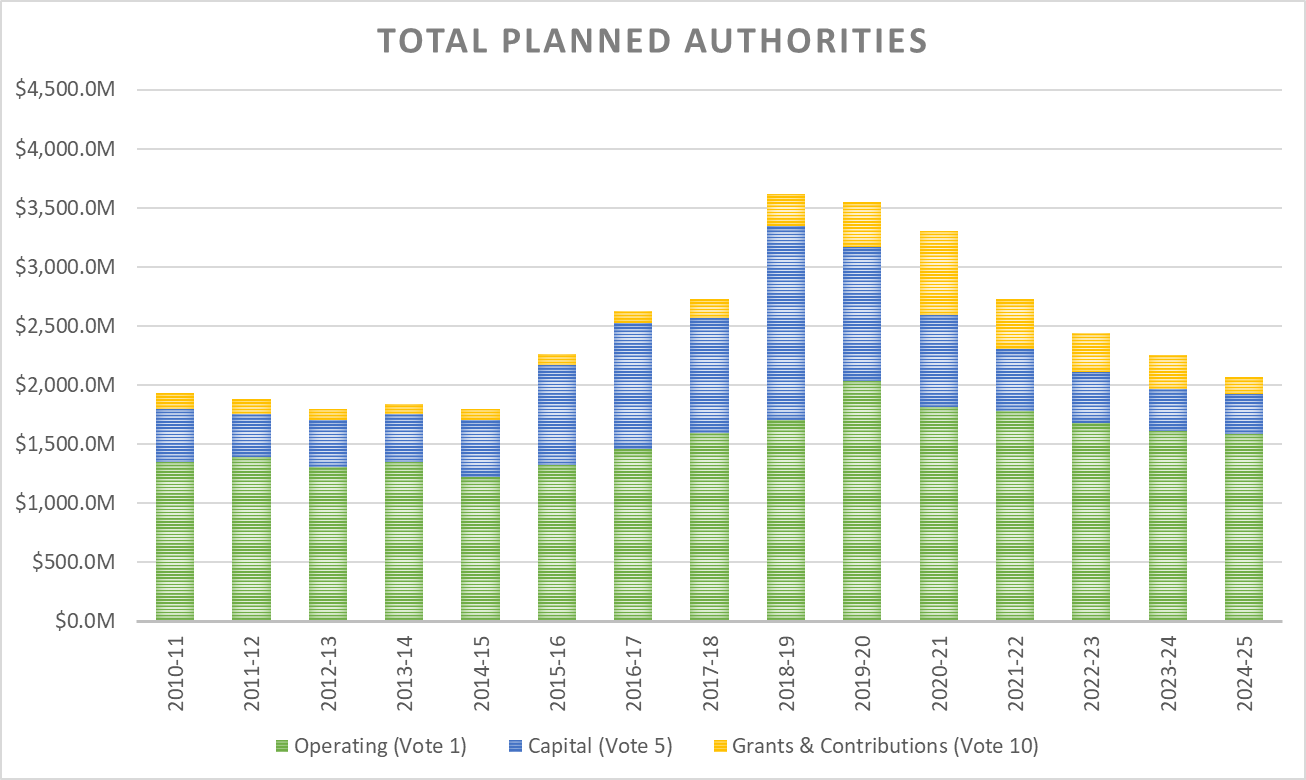 TOTAL PLANNED AUTHORITIES
$4,500.0M
$4,000.0M
$3,500.0M
$3,000.0M
$2,500.0M
$2,000.0M
$1,500.0M
$1,000.0M
$500.0M
$0.0M
2010-11
2011-12
2012-13
2013-14
2014-15
2015-16
2016-17
2017-18
2018-19
2019-20
2020-21
2021-22
2022-23
2023-24
2024-25
Operating (Vote 1)
Capital (Vote 5)
Grants & Contributions (Vote 10)